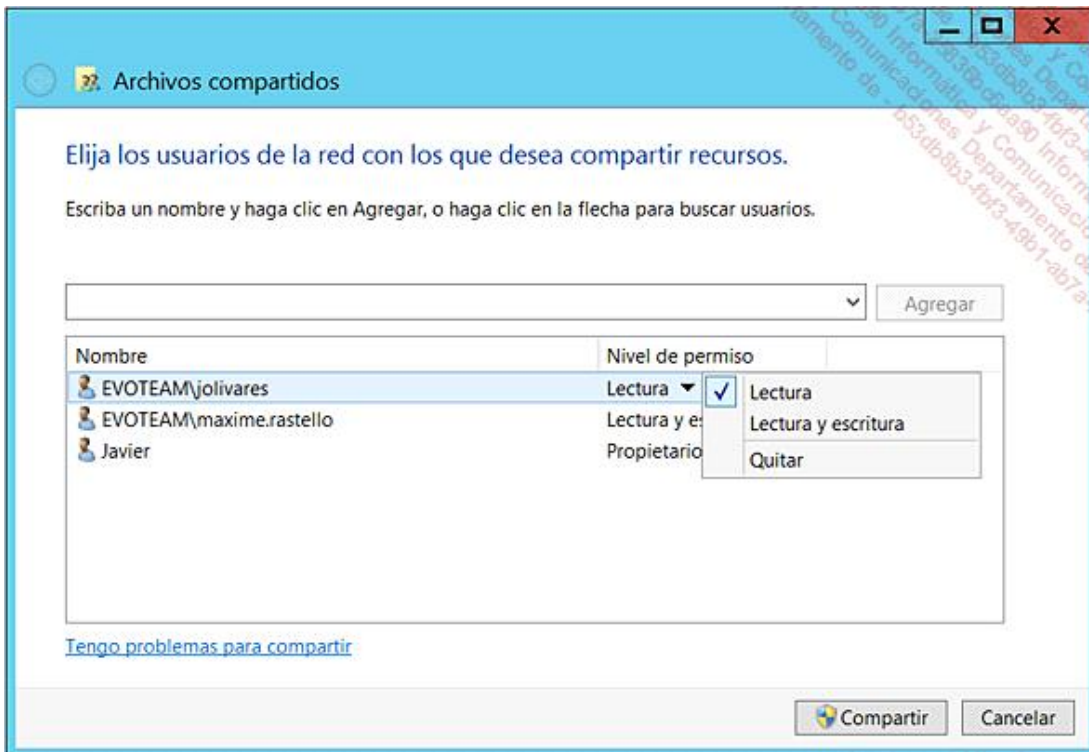 Archivos compartidos
Elija los usuarios de la red con los que desea compartir recursos.
Escriba un nombre y haga clic en Agregar, o haga clic en la flecha para buscar usuarios.
Agregar
Nombre Nivel de permiso
EVOTEAM\jolivares Lectura
EVOTEAM\maxime.rastello Lectura y
Javier Propietario
Lectura
Lectura y escritura
Quitar
Tengo problemas para compartir
Compartir Cancelar